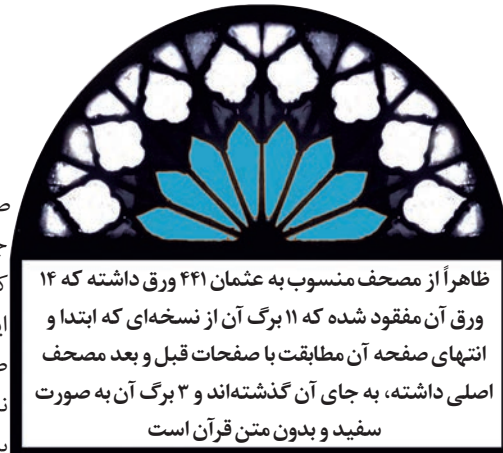 ظاهراً از مصحف منسوب به عثمان ۴۴۱ ورق داشته که ۱۴
ورق آن مفقود شده که ۱۱ برگ آن از نسخه‌ای که ابتدا و
انتهای صفحه آن مطابقت با صفحات قبل و بعد مصحف
اصلی داشته، به جای آن گذشته‌اند و ۳ برگ آن به صورت
سفید و بدون متن قرآن است